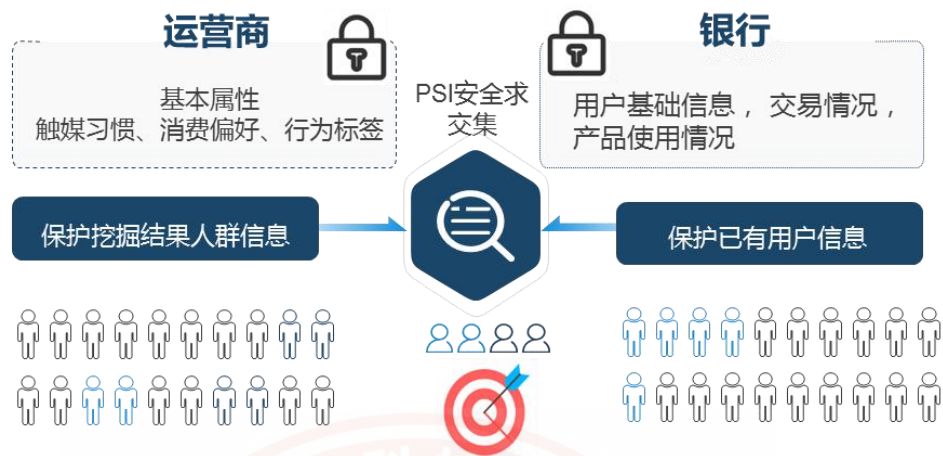 运营商
基本属性
触媒习惯、消费偏好、行为标签
PSI安全求
交集
银行
用户基础信息， 交易情况，
产品使用情况
保护挖掘结果人群信息
保护已有用户信息